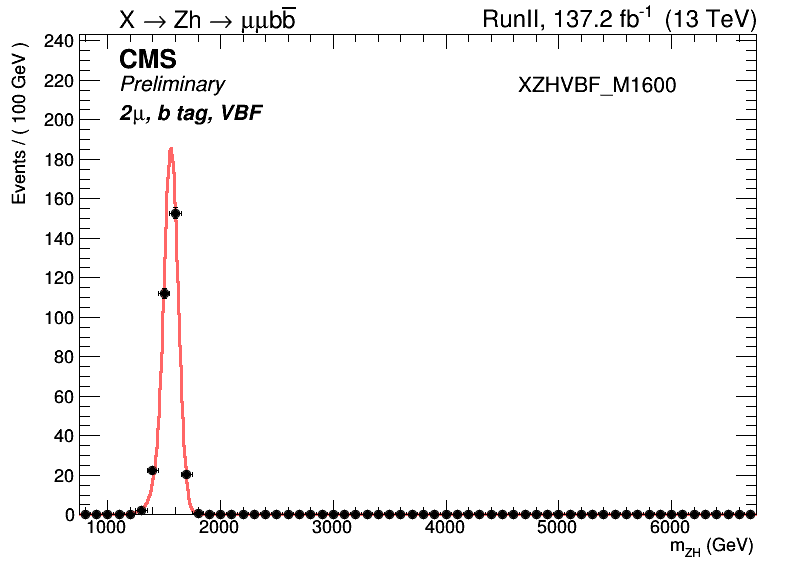 X → Zh → μμbb̅
RunII, 137.2 fb⁻¹ (13 TeV)
CMS
Preliminary
2μ, b tag, VBF
XZHVBF_M1600
Events / ( 100 GeV )
240
220
200
180
160
140
120
100
80
60
40
20
0
1000 2000 3000 4000 5000 6000
m_ZH (GeV)